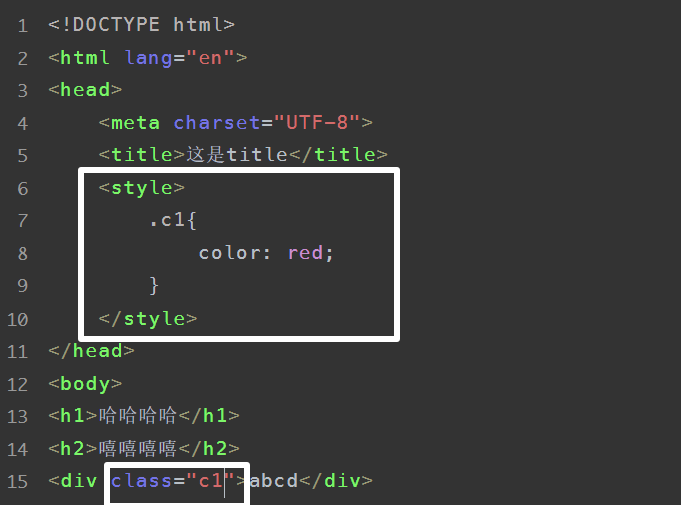 1 <!DOCTYPE html>
2 <html lang="en">
3 <head>
4     <meta charset="UTF-8">
5     <title>这是title</title>
6     <style>
7         .c1{
8             color: red;
9         }
10     </style>
11 </head>
12 <body>
13 <h1>哈哈哈哈</h1>
14 <h2>嘻嘻嘻嘻</h2>
15 <div class="c1">abcd</div>